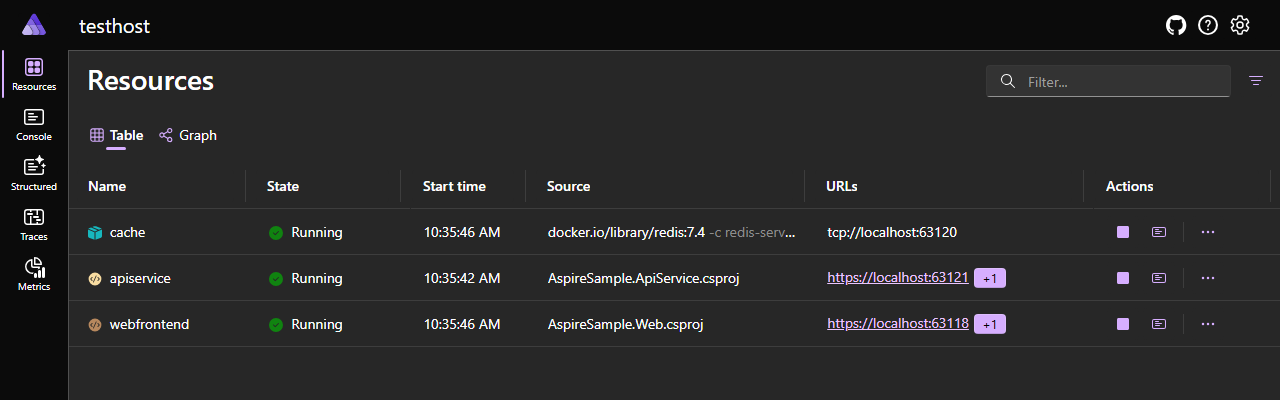 testhost
Resources
Resources
Filter...
Console
Table Graph
Structured
Name State Start time Source URLs Actions
Traces
cache Running 10:35:46 AM docker.io/library/redis:7.4 -c redis-serv... tcp://localhost:63120
Metrics
apiservice Running 10:35:42 AM AspireSample.ApiService.csproj https://localhost:63121 +1
webfrontend Running 10:35:46 AM AspireSample.Web.csproj https://localhost:63118 +1